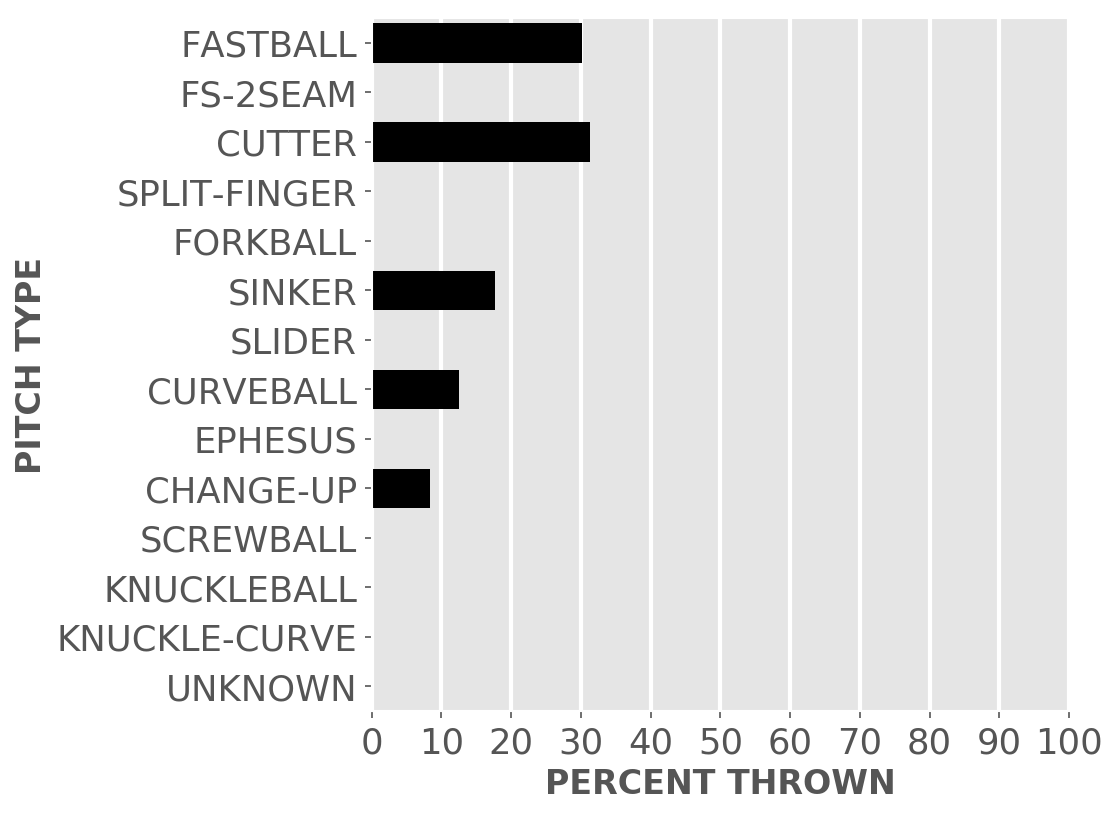 FASTBALL
FS-2SEAM
CUTTER
SPLIT-FINGER
FORKBALL
SINKER
SLIDER
CURVEBALL
EPHESUS
CHANGE-UP
SCREWBALL
KNUCKLEBALL
KNUCKLE-CURVE
UNKNOWN
PITCH TYPE
0 10 20 30 40 50 60 70 80 90 100
PERCENT THROWN